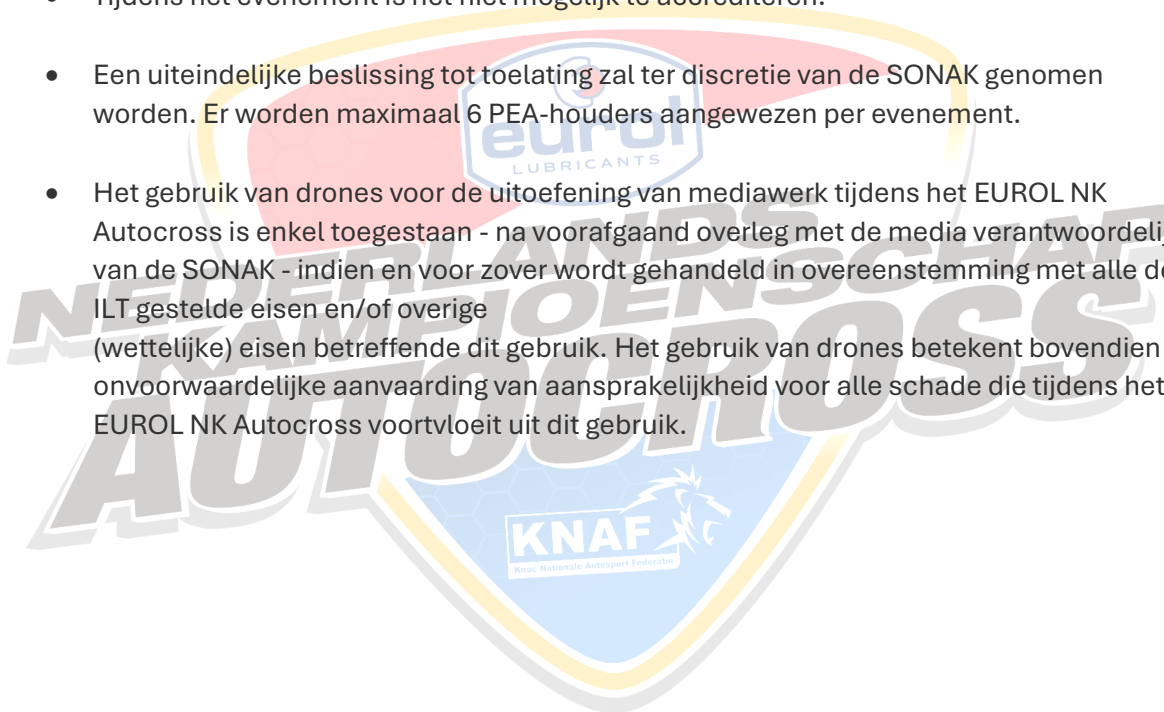 Tijdens het evenement is het niet mogelijk te accrediteren.
Een uiteindelijke beslissing tot toelating zal ter discretie van de SONAK genomen
worden. Er worden maximaal 6 PEA-houders aangewezen per evenement.
Het gebruik van drones voor de uitoefening van mediawerk tijdens het EUROL NK
Autocross is enkel toegestaan - na voorafgaand overleg met de media
van de SONAK - indien en voor zover wordt gehandeld in overeenstemming met alle
ILT gestelde eisen en/of overige
(wettelijke) eisen betreffende dit gebruik. Het gebruik van drones betekent bovendien
onvoorwaardelijke aanvaarding van aansprakelijkheid voor alle schade die tijdens het
EUROL NK Autocross voortvloeit uit dit gebruik.
eurol
LUBRICANTS
NEDERLANDS
KAMPIOENSCHAP
AUTOCROSS
KNAF
Knac Nationale Autosport Federatie